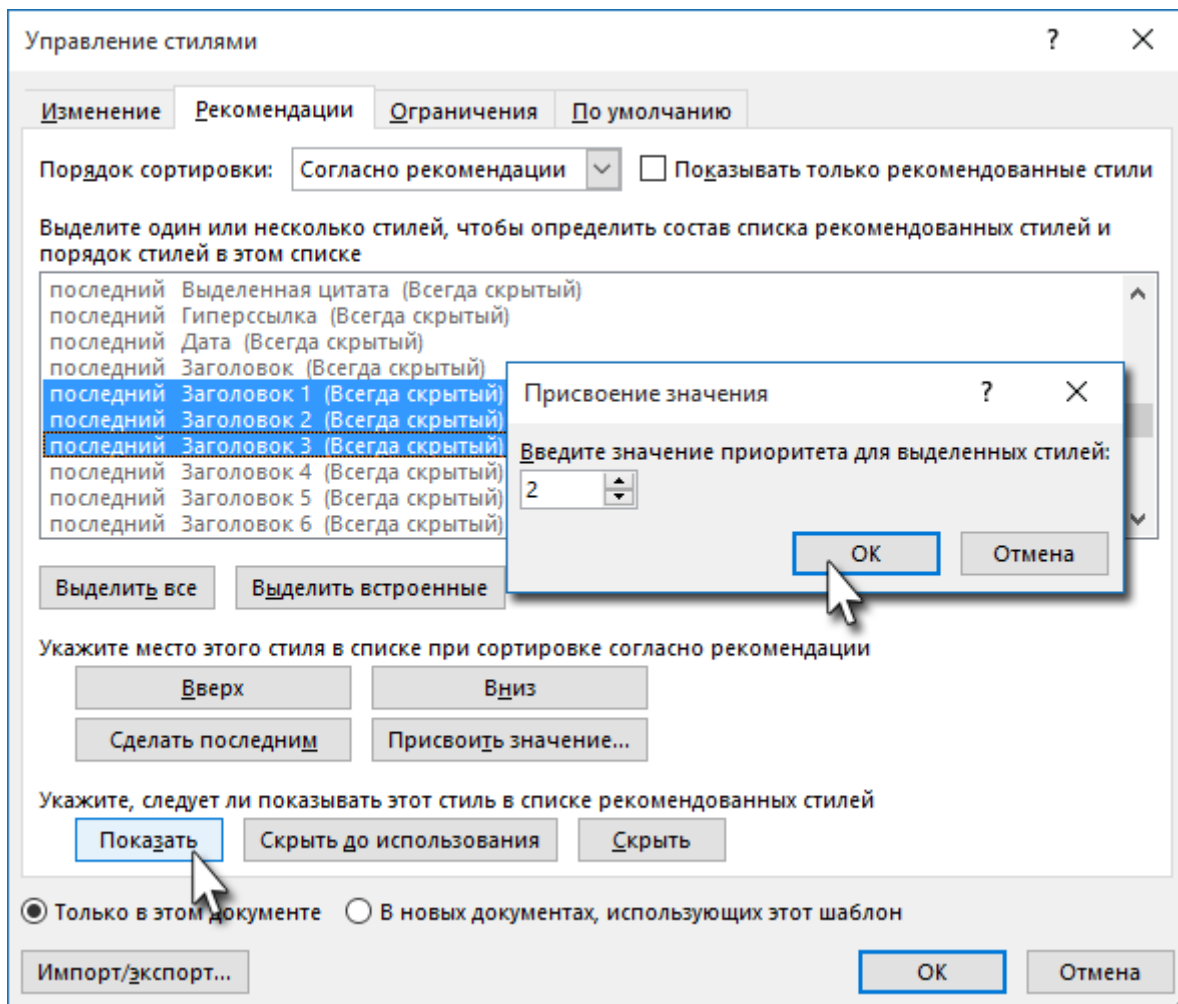 Управление стилями
?
Изменение Рекомендации Ограничения По умолчанию
Порядок сортировки: Согласно рекомендации Показывать только рекомендованные стили
Выделите один или несколько стилей, чтобы определить состав списка рекомендованных стилей и
порядок стилей в этом списке
последний Выделенная цитата (Всегда скрытый)
последний Гиперссылка (Всегда скрытый)
последний Дата (Всегда скрытый)
последний Заголовок (Всегда скрытый)
последний Заголовок 1 (Всегда скрытый)
последний Заголовок 2 (Всегда скрытый)
последний Заголовок 3 (Всегда скрытый)
последний Заголовок 4 (Всегда скрытый)
последний Заголовок 5 (Всегда скрытый)
последний Заголовок 6 (Всегда скрытый)
Присвоение значения
?
Введите значение приоритета для выделенных стилей:
2
ОК Отмена
Выделить все Выделить встроенные
Укажите место этого стиля в списке при сортировке согласно рекомендации
Вверх Вниз
Сделать последним Присвоить значение...
Укажите, следует ли показывать этот стиль в списке рекомендованных стилей
Показать Скрыть до использования Скрыть
Только в этом документе В новых документах, использующих этот шаблон
Импорт/экспорт... ОК Отмена